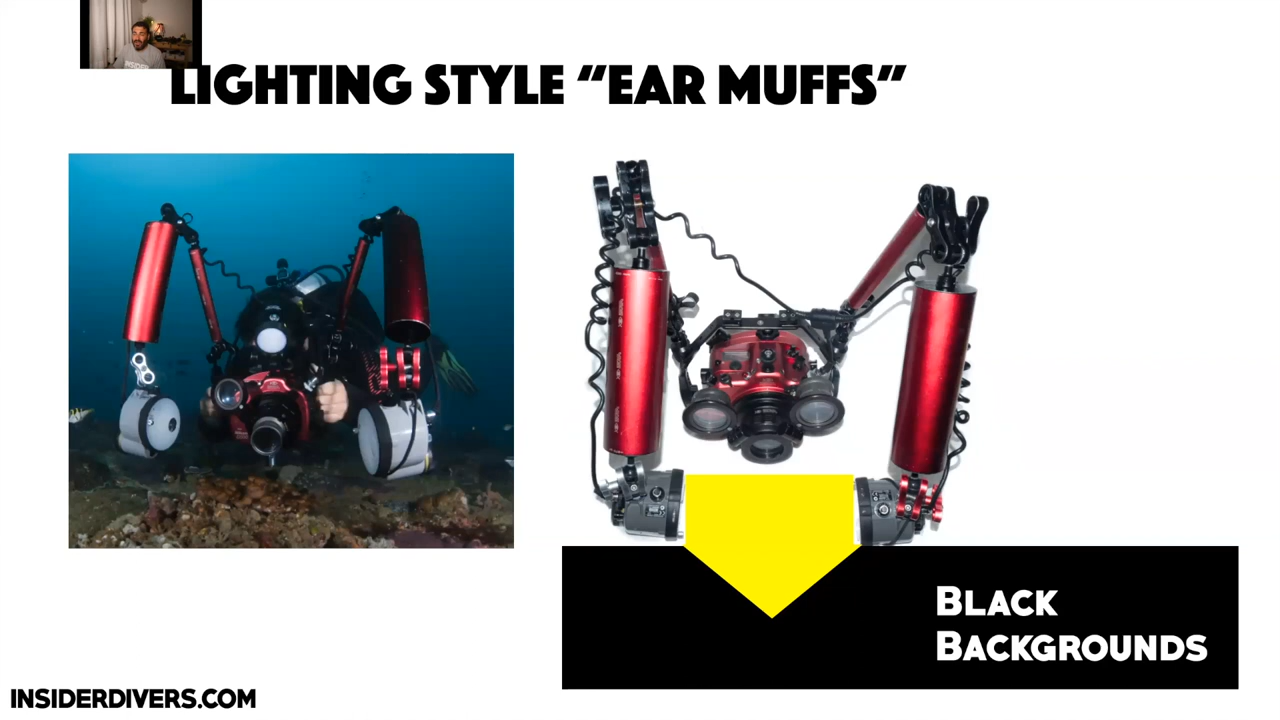 LIGHTING STYLE “EAR MUFFS”
BLACK
BACKGROUNDS
INSIDERDIVERS.COM